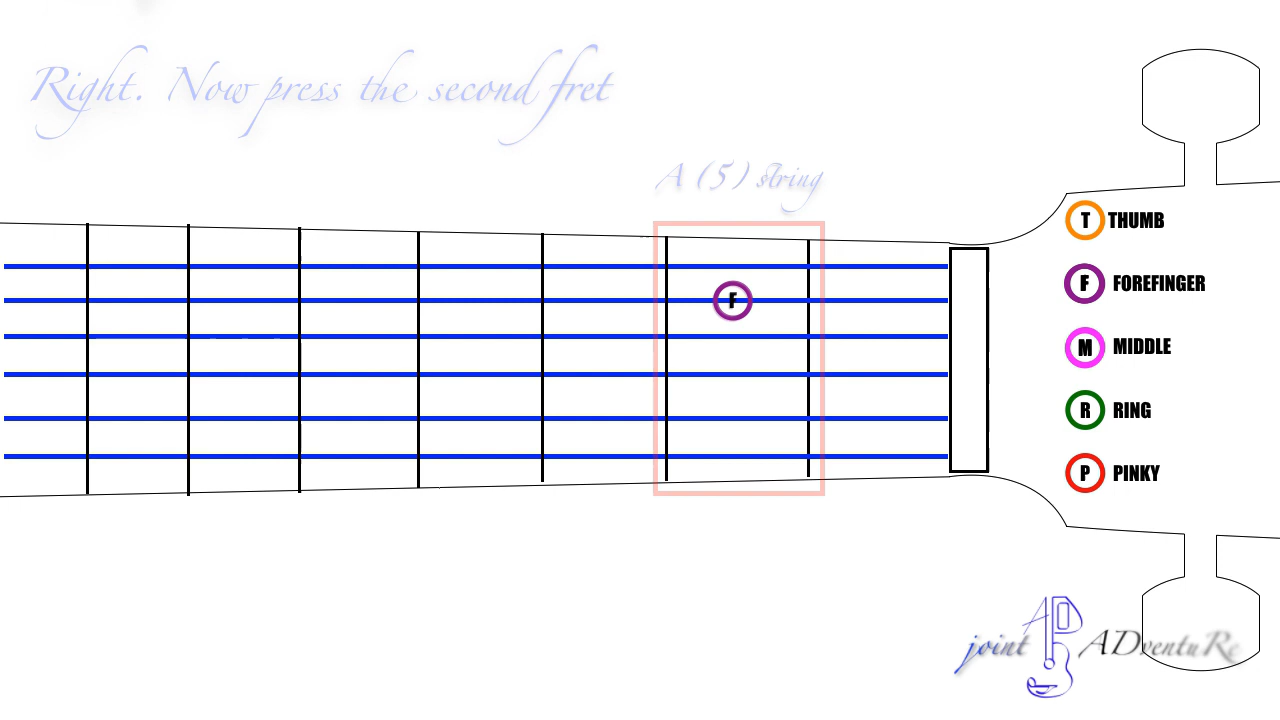 Right. Now press the second fret
A (5) string
T THUMB
F FOREFINGER
F
M MIDDLE
R RING
P PINKY
joint ADventuRe